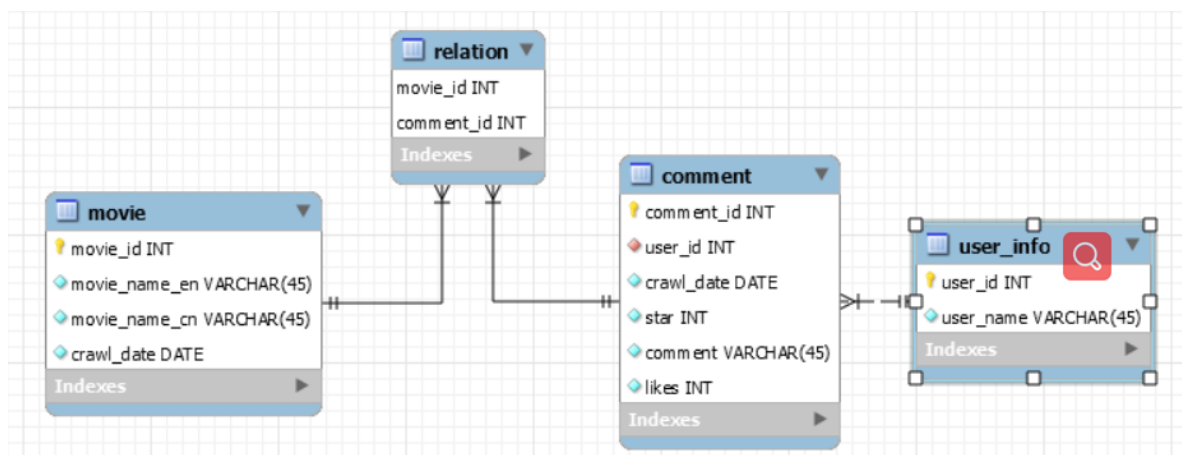 relation
movie_id INT
comment_id INT
Indexes
movie
movie_id INT
movie_name_en VARCHAR(45)
movie_name_cn VARCHAR(45)
crawl_date DATE
Indexes
comment
comment_id INT
user_id INT
crawl_date DATE
star INT
comment VARCHAR(45)
likes INT
Indexes
user_info
user_id INT
user_name VARCHAR(45)
Indexes